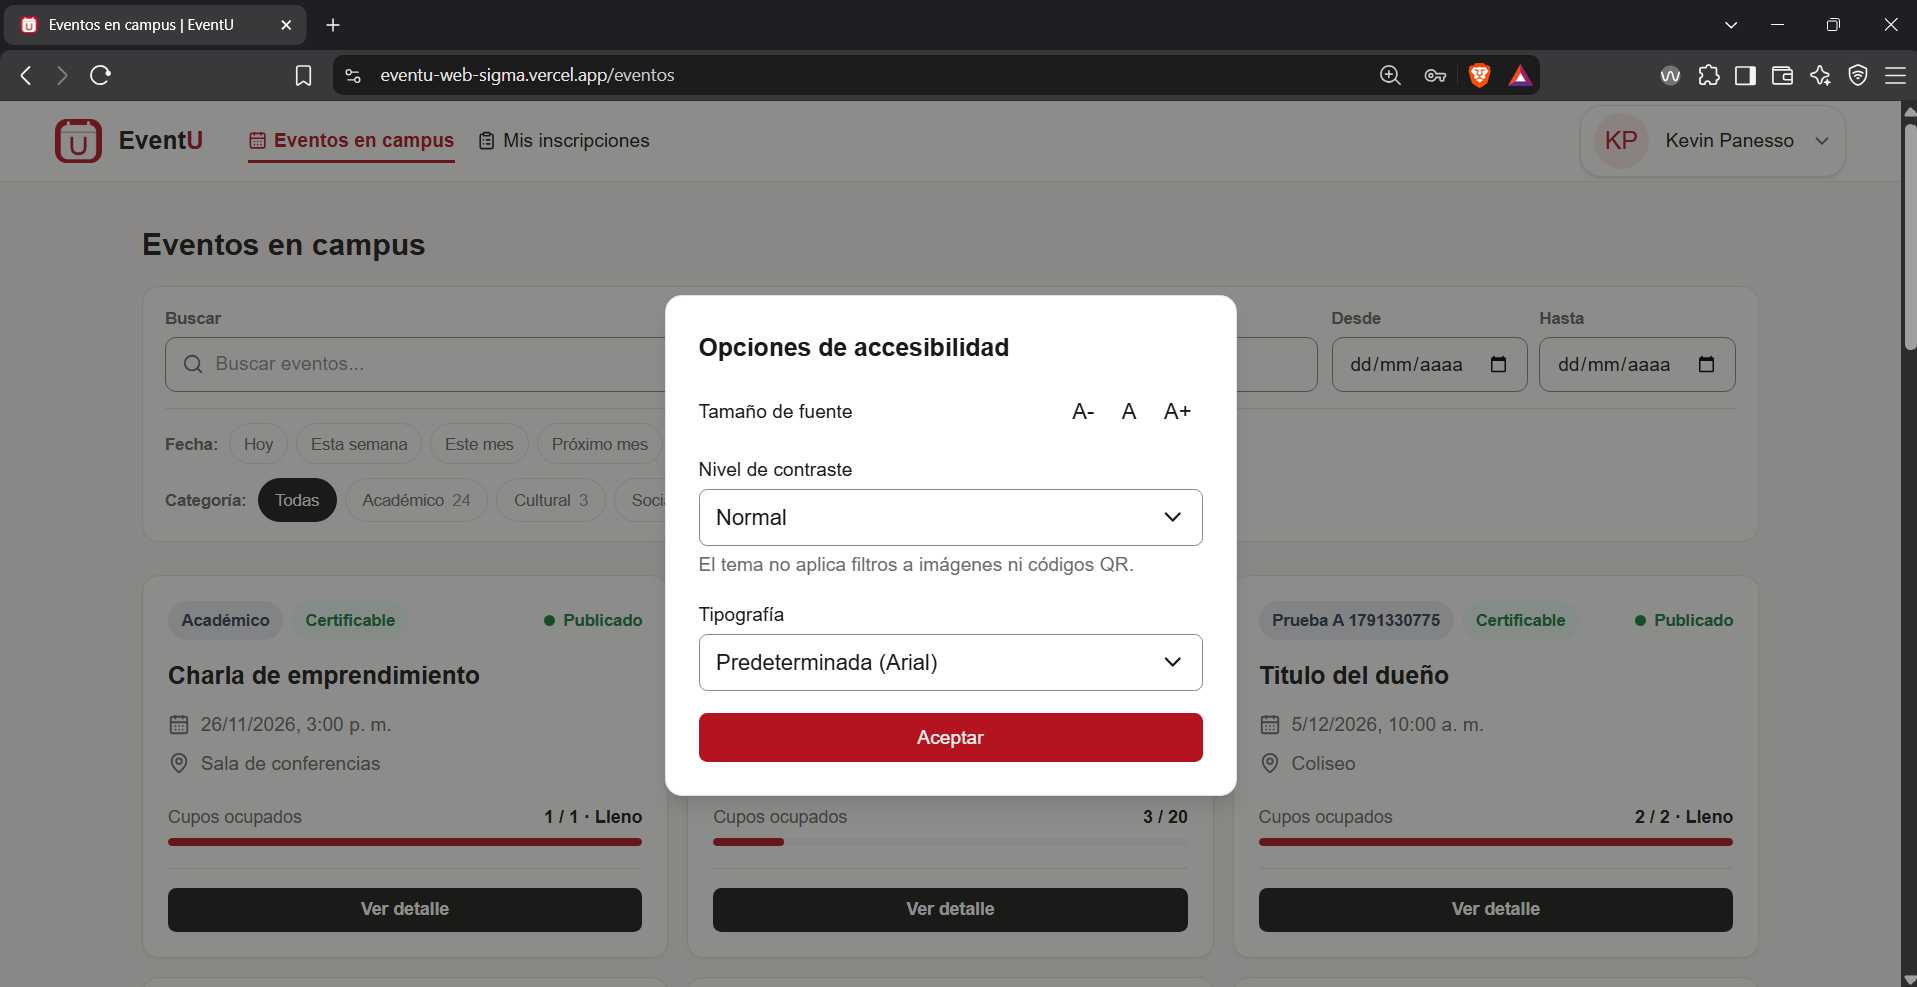 Eventos en campus | EventU
eventu-web-sigma.vercel.app/eventos
U EventU Eventos en campus Mis inscripciones KP Kevin Panesso
Eventos en campus
Buscar Desde Hasta
Buscar eventos... dd/mm/aaaa dd/mm/aaaa
Fecha: Hoy Esta semana Este mes Próximo mes
Categoría: Todas Académico 24 Cultural 3 Soci
Opciones de accesibilidad
Tamaño de fuente A- A A+
Nivel de contraste
Normal
El tema no aplica filtros a imágenes ni códigos QR.
Tipografía
Predeterminada (Arial)
Aceptar
Académico Certificable Publicado
Charla de emprendimiento
26/11/2026, 3:00 p. m.
Sala de conferencias
Cupos ocupados 1 / 1 · Lleno
Ver detalle
Cupos ocupados 3 / 20
Ver detalle
Prueba A 1791330775 Certificable Publicado
Titulo del dueño
5/12/2026, 10:00 a. m.
Coliseo
Cupos ocupados 2 / 2 · Lleno
Ver detalle